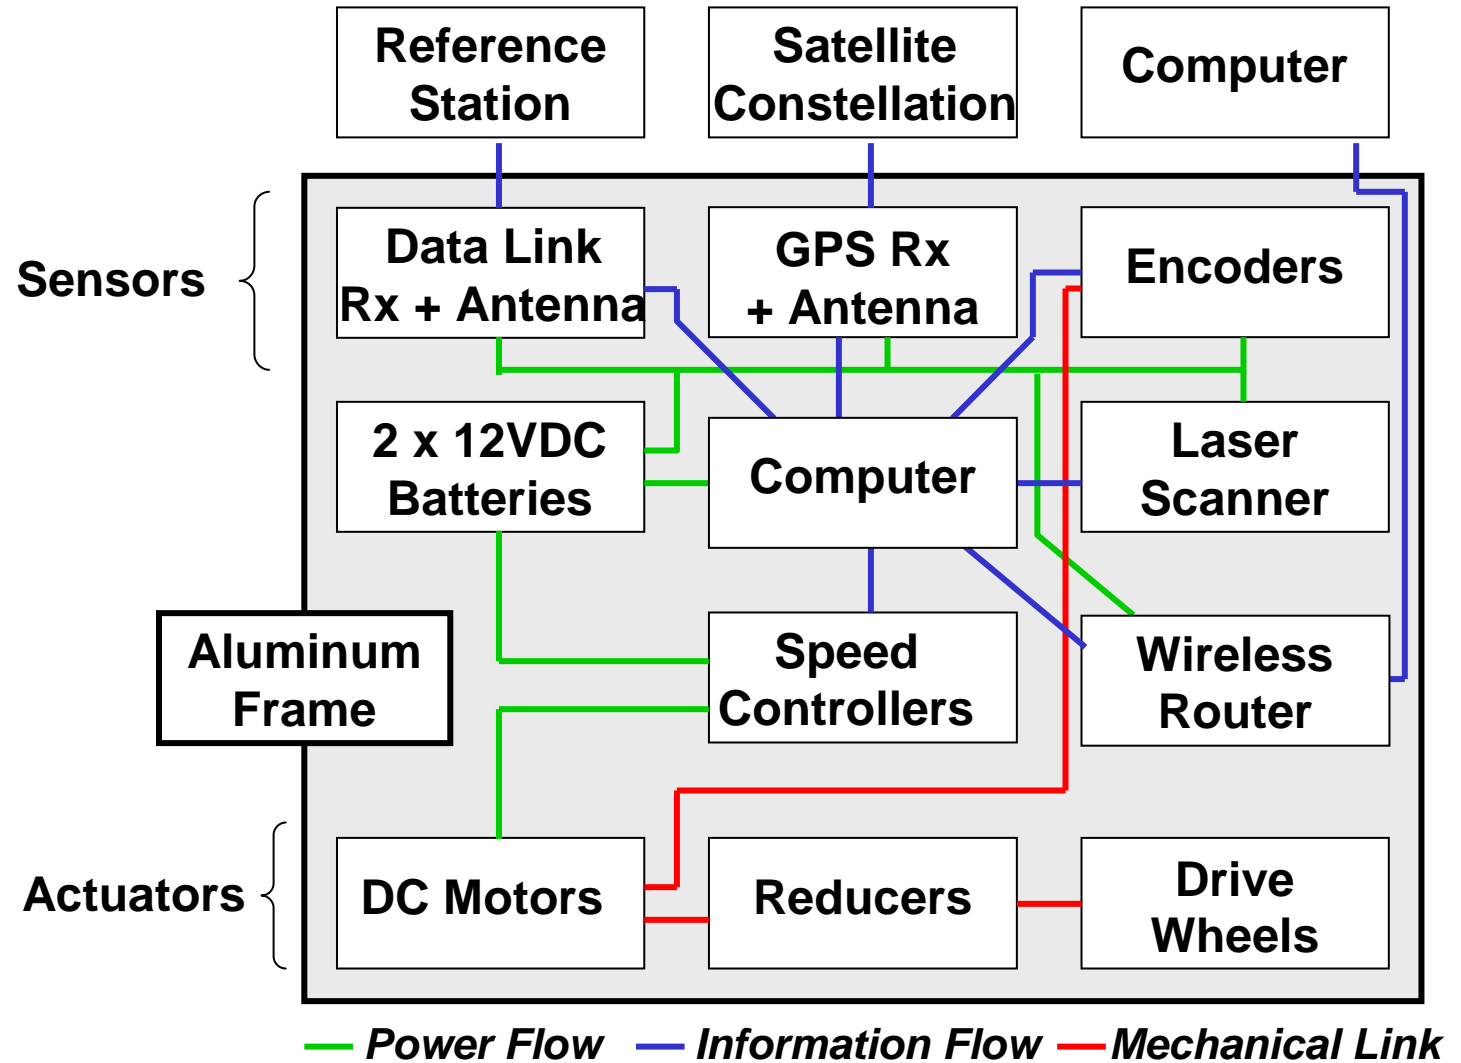 Reference
Station
Satellite
Constellation
Computer
Sensors
Data Link
Rx + Antenna
GPS Rx
+ Antenna
Encoders
2 x 12VDC
Batteries
Computer
Laser
Scanner
Aluminum
Frame
Speed
Controllers
Wireless
Router
Actuators
DC Motors
Reducers
Drive
Wheels
Power Flow
Information Flow
Mechanical Link